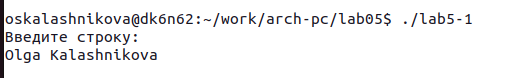 oskalashnikova@dk6n62:~/work/arch-pc/lab05$ ./lab5-1
Введите строку:
Olga Kalashnikova